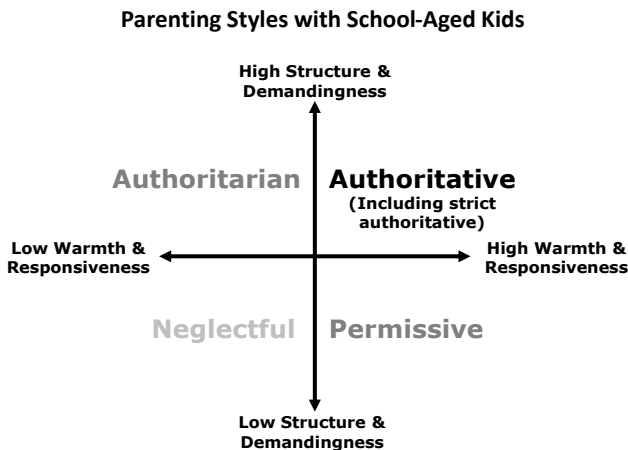 Parenting Styles with School-Aged Kids
High Structure &
Demandingness
Authoritarian
Authoritative
(Including strict
authoritative)
Low Warmth &
Responsiveness
High Warmth &
Responsiveness
Neglectful
Permissive
Low Structure &
Demandingness